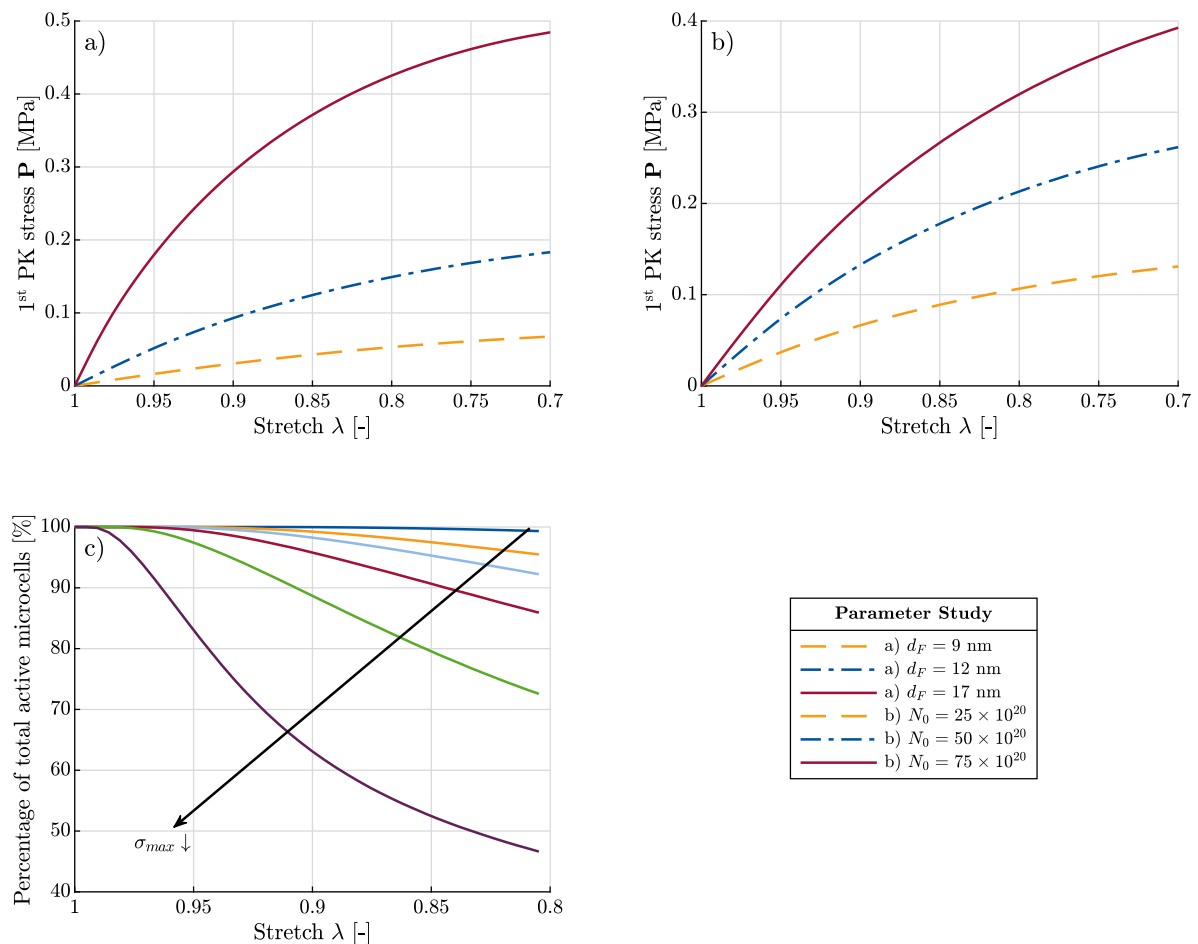 a)
1st PK stress P [MPa]
0.5
0.4
0.3
0.2
0.1
0
1 0.95 0.9 0.85 0.8 0.75 0.7
Stretch λ [-]
b)
1st PK stress P [MPa]
0.4
0.3
0.2
0.1
0
1 0.95 0.9 0.85 0.8 0.75 0.7
Stretch λ [-]
c)
Percentage of total active microcells [%]
100
90
80
70
60
50
40
σmax ↓
1 0.95 0.9 0.85 0.8
Stretch λ [-]
Parameter Study
a) dF = 9 nm
a) dF = 12 nm
a) dF = 17 nm
b) N0 = 25 × 10^20
b) N0 = 50 × 10^20
b) N0 = 75 × 10^20